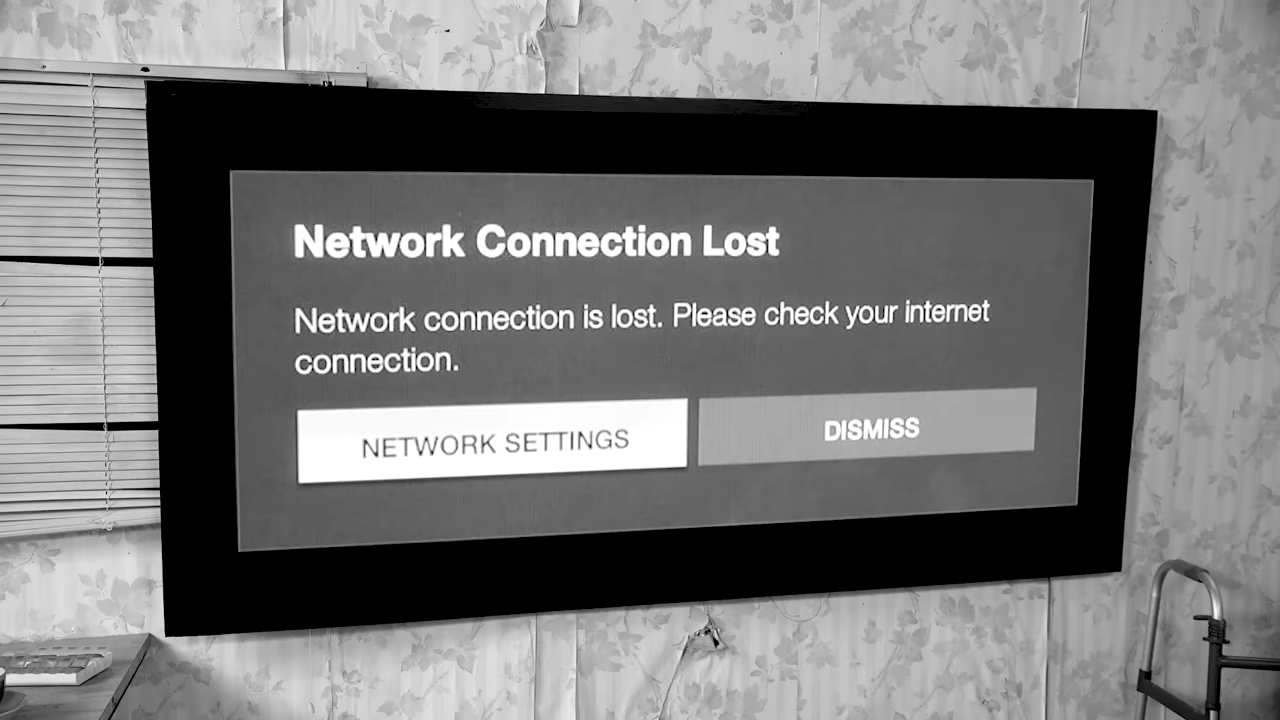 Network Connection Lost
Network connection is lost. Please check your internet
connection.
NETWORK SETTINGS
DISMISS